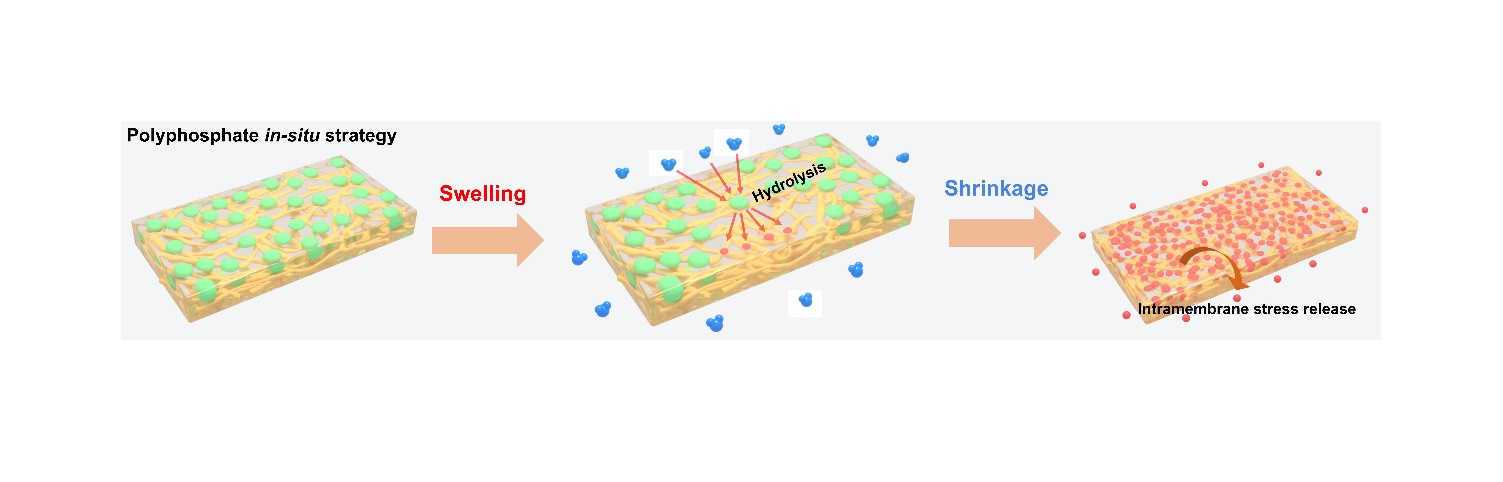 Polyphosphate in-situ strategy
Swelling
Hydrolysis
Shrinkage
Intramembrane stress release